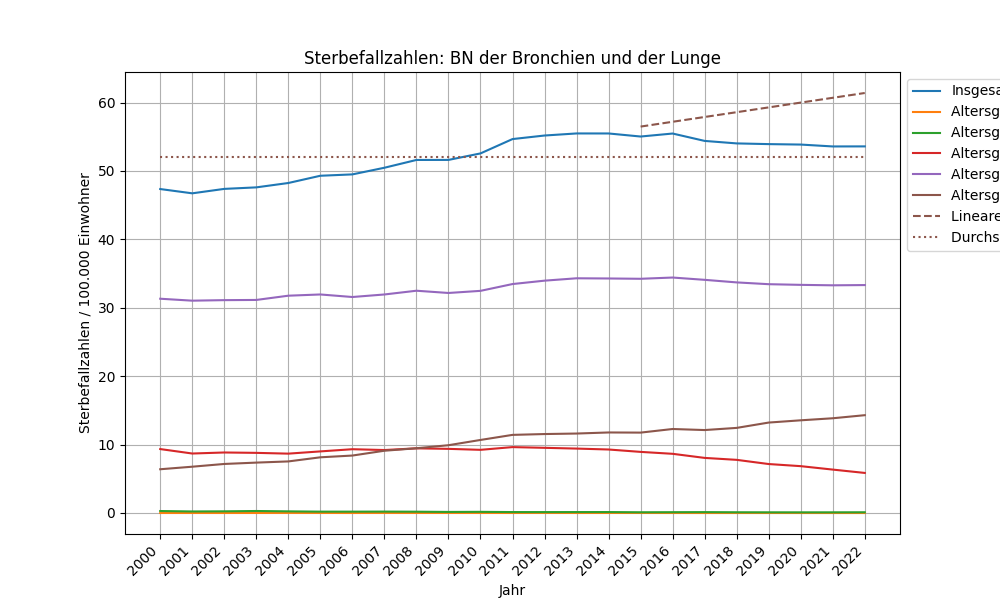 Sterbefallzahlen: BN der Bronchien und der Lunge
Sterbefallzahlen / 100.000 Einwohner
60
50
40
30
20
10
0
2000
2001
2002
2003
2004
2005
2006
2007
2008
2009
2010
2011
2012
2013
2014
2015
2016
2017
2018
2019
2020
2021
2022
Jahr
Insgesa
Altersg
Altersg
Altersg
Altersg
Altersg
Lineare
Durchs